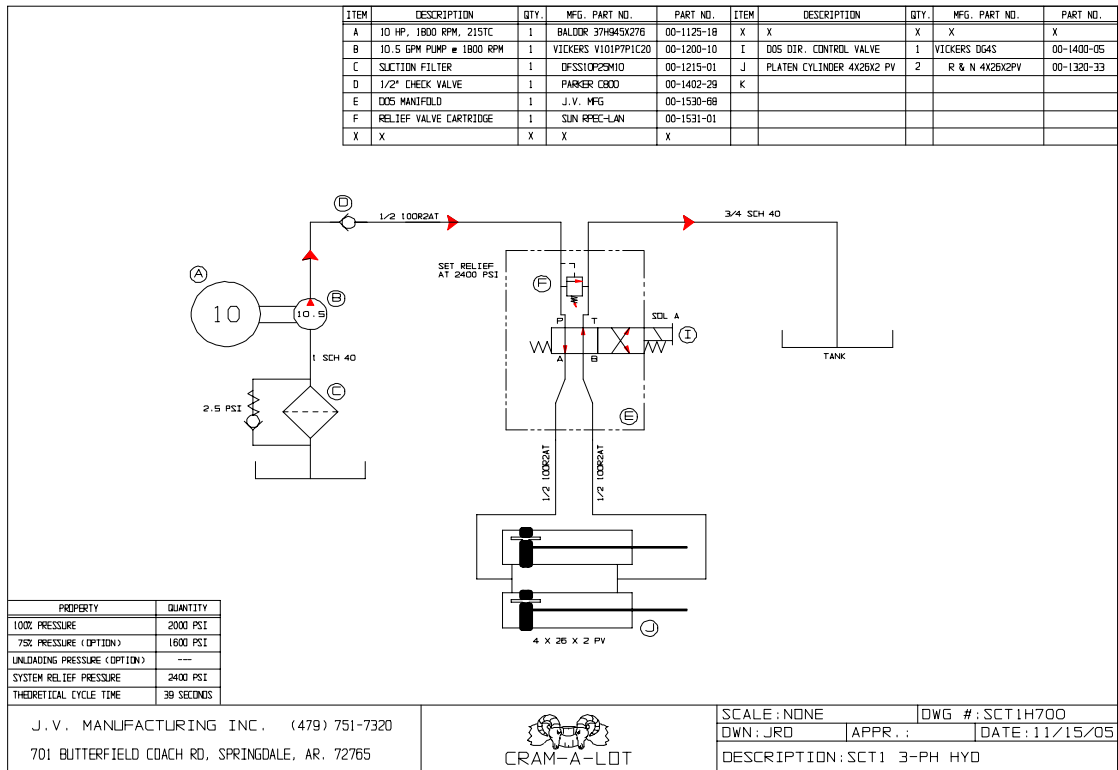 ITEM DESCRIPTION QTY. MFG. PART NO. PART NO. ITEM DESCRIPTION QTY. MFG. PART NO. PART NO.
A 10 HP, 1800 RPM, 215TC 1 BALDOR 37H945X276 00-1125-18 X X X X X
B 10.5 GPM PUMP @ 1800 RPM 1 VICKERS V101P7P1C20 00-1200-10 I D05 DIR. CONTROL VALVE 1 VICKERS DG4S 00-1400-05
C SUCTION FILTER 1 OFSS10P25M10 00-1215-01 J PLATEN CYLINDER 4X26X2 PV 2 R & N 4X26X2PV 00-1320-33
D 1/2" CHECK VALVE 1 PARKER C800 00-1402-29 K
E D05 MANIFOLD 1 J.V. MFG 00-1530-68
F RELIEF VALVE CARTRIDGE 1 SUN RPEC-LAN 00-1531-01
X X X X X
D
1/2 100R2AT
3/4 SCH 40
SET RELIEF
AT 2400 PSI
A
F
B
10
10.5
P T
SOL A
I
A B
1 SCH 40
TANK
C
2.5 PSI
E
1/2 100R2AT
1/2 100R2AT
J
4 X 26 X 2 PV
PROPERTY QUANTITY
100% PRESSURE 2000 PSI
75% PRESSURE (OPTION) 1600 PSI
UNLOADING PRESSURE (OPTION) ---
SYSTEM RELIEF PRESSURE 2400 PSI
THEORETICAL CYCLE TIME 39 SECONDS
J.V. MANUFACTURING INC. (479) 751-7320
701 BUTTERFIELD COACH RD, SPRINGDALE, AR. 72765
CRAM-A-LOT
SCALE:NONE DWG #:SCT1H700
DWN:JRD APPR.: DATE:11/15/05
DESCRIPTION:SCT1 3-PH HYD